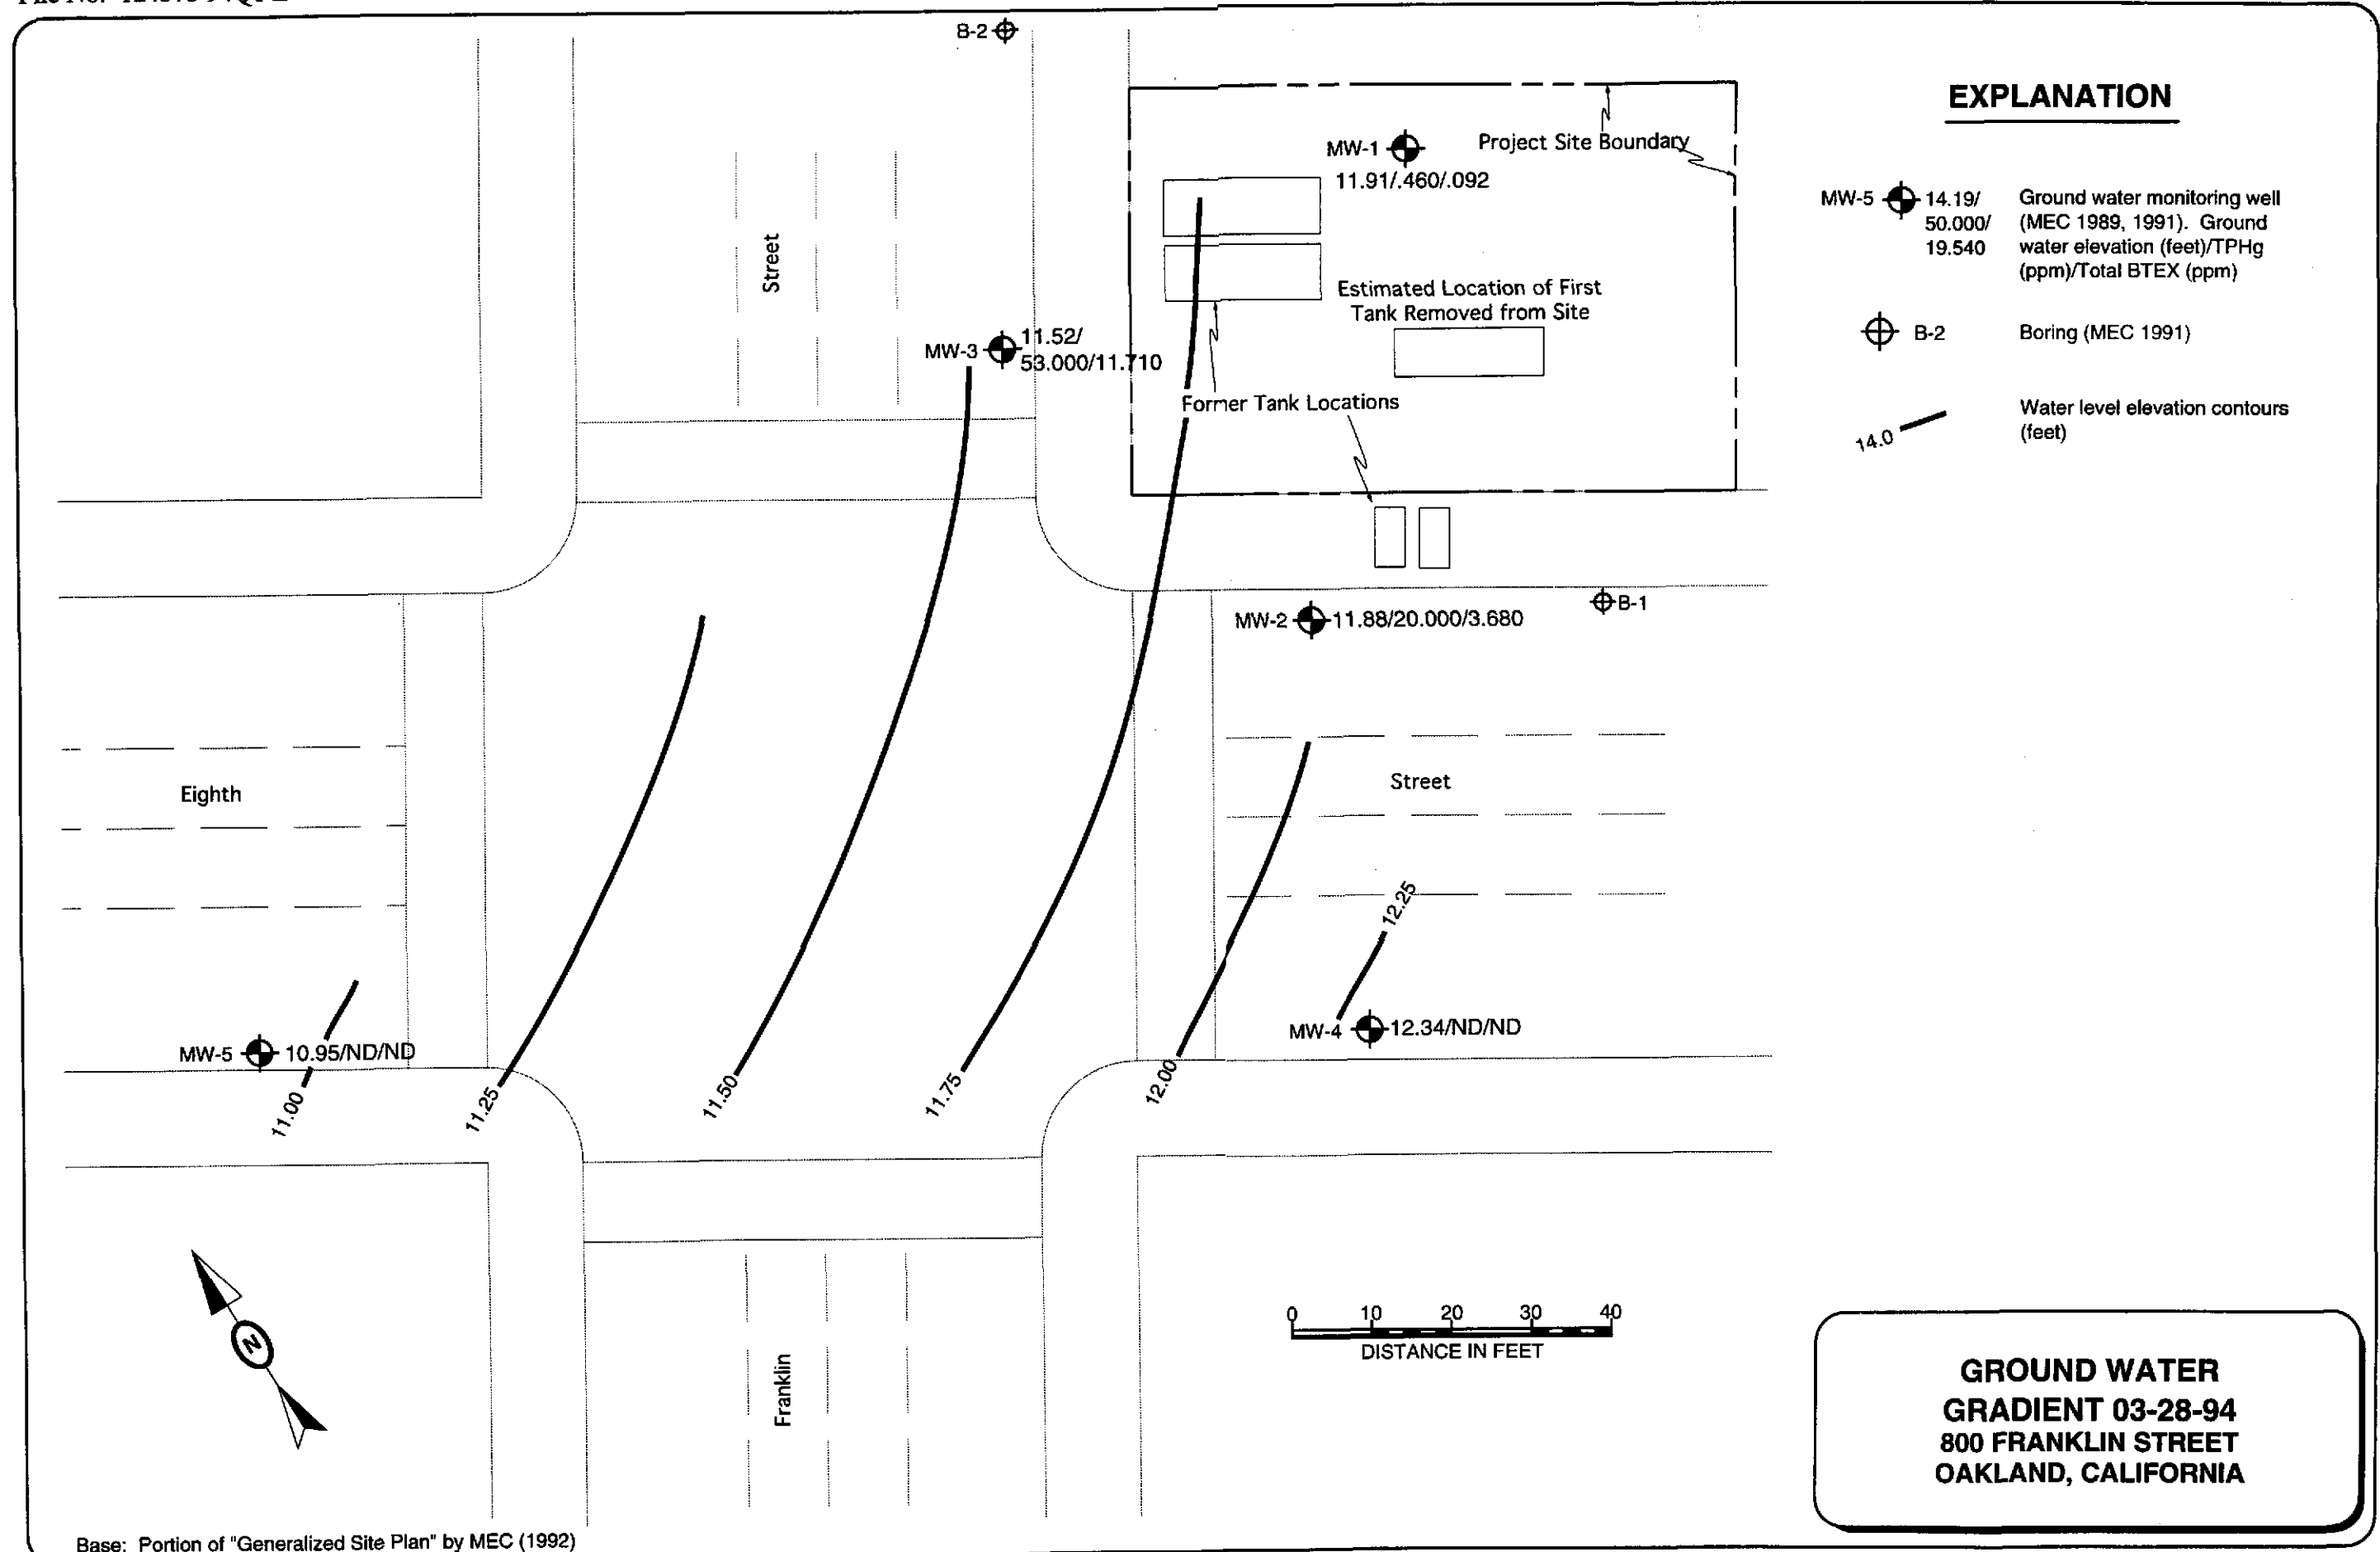 B-2
EXPLANATION
MW-1
11.91/.460/.092
Project Site Boundary
MW-5 14.19/
50.000/
19.540
Ground water monitoring well
(MEC 1989, 1991). Ground
water elevation (feet)/TPHg
(ppm)/Total BTEX (ppm)
Street
Estimated Location of First
Tank Removed from Site
B-2
Boring (MEC 1991)
MW-3
11.52/
53.000/11.710
Former Tank Locations
14.0
Water level elevation contours
(feet)
MW-2 11.88/20.000/3.680
B-1
Eighth
Street
12.25
MW-5 10.95/ND/ND
MW-4 12.34/ND/ND
11.00
11.25
11.50
11.75
12.00
N
0 10 20 30 40
DISTANCE IN FEET
Franklin
GROUND WATER
GRADIENT 03-28-94
800 FRANKLIN STREET
OAKLAND, CALIFORNIA
Base: Portion of "Generalized Site Plan" by MEC (1992)